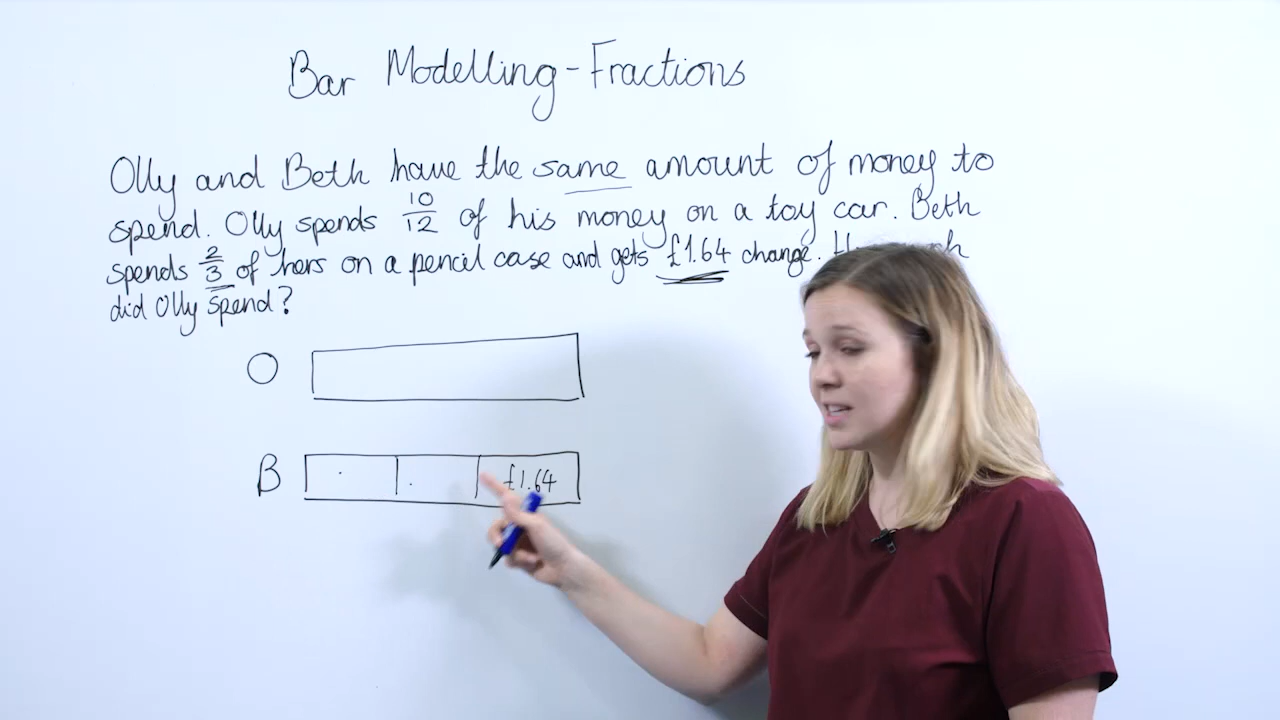 Bar Modelling - Fractions
Olly and Beth have the same amount of money to
spend. Olly spends 10/12 of his money on a toy car. Beth
spends 2/3 of hers on a pencil case and gets £1.64 change.
did Olly spend?
O
B £1.64